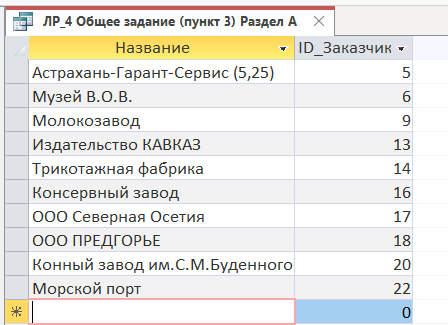 ЛР_4 Общее задание (пункт 3) Раздел А
Название ID_Заказчик
Астрахань-Гарант-Сервис (5,25) 5
Музей В.О.В. 6
Молокозавод 9
Издательство КАВКАЗ 13
Трикотажная фабрика 14
Консервный завод 16
ООО Северная Осетия 17
ООО ПРЕДГОРЬЕ 18
Конный завод им.С.М.Буденного 20
Морской порт 22
0